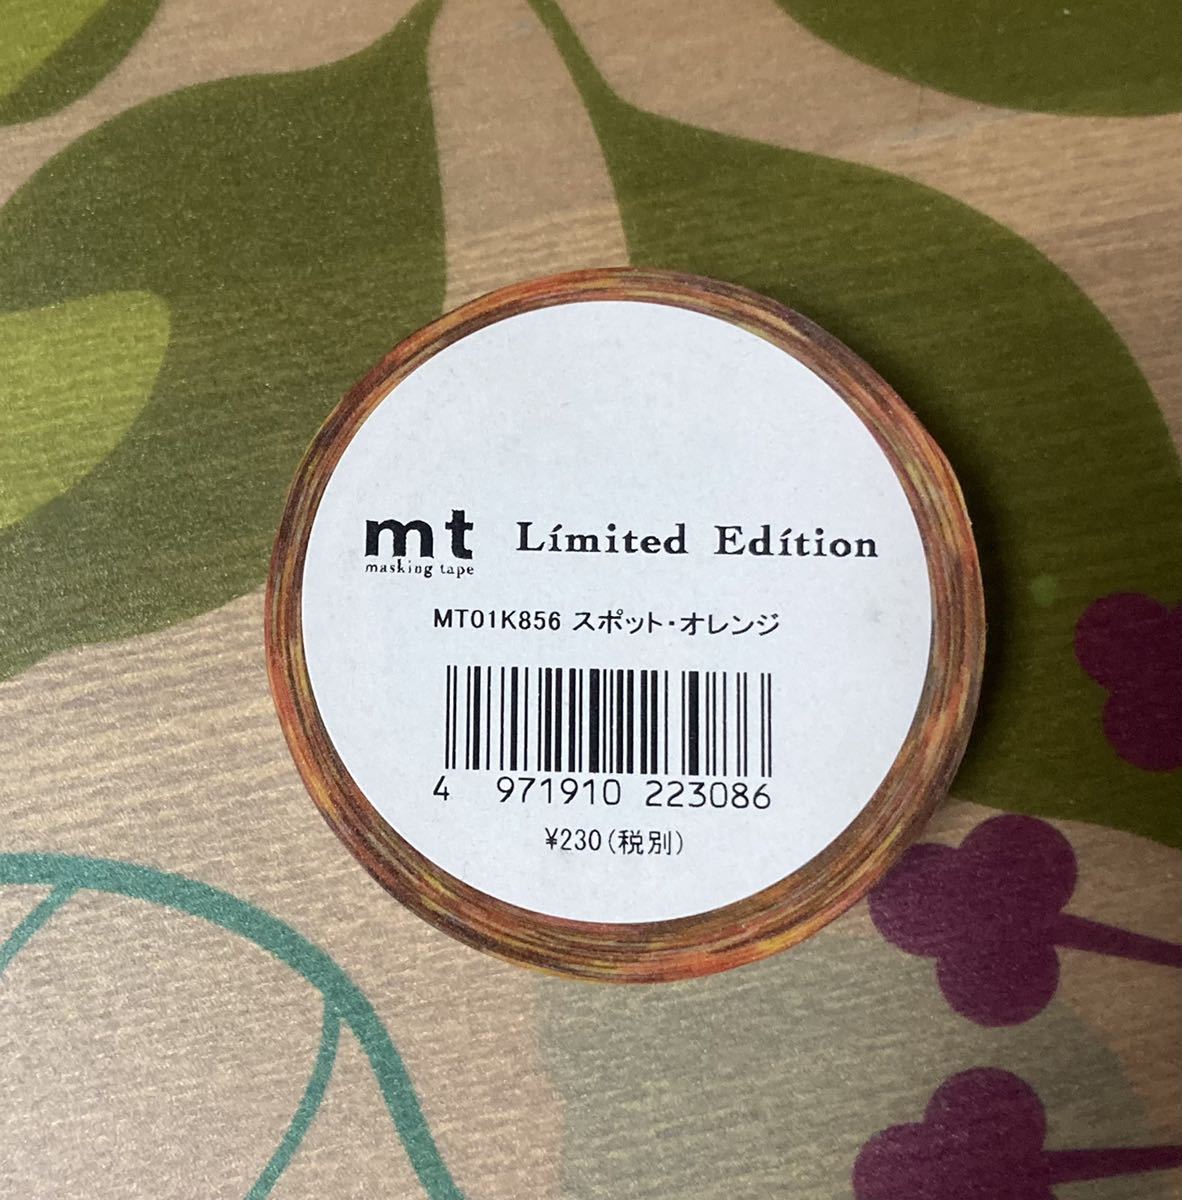 mt Límited Edítion
masking tape
MT01K856 スポット・オレンジ
4 971910 223086
¥230(税別)